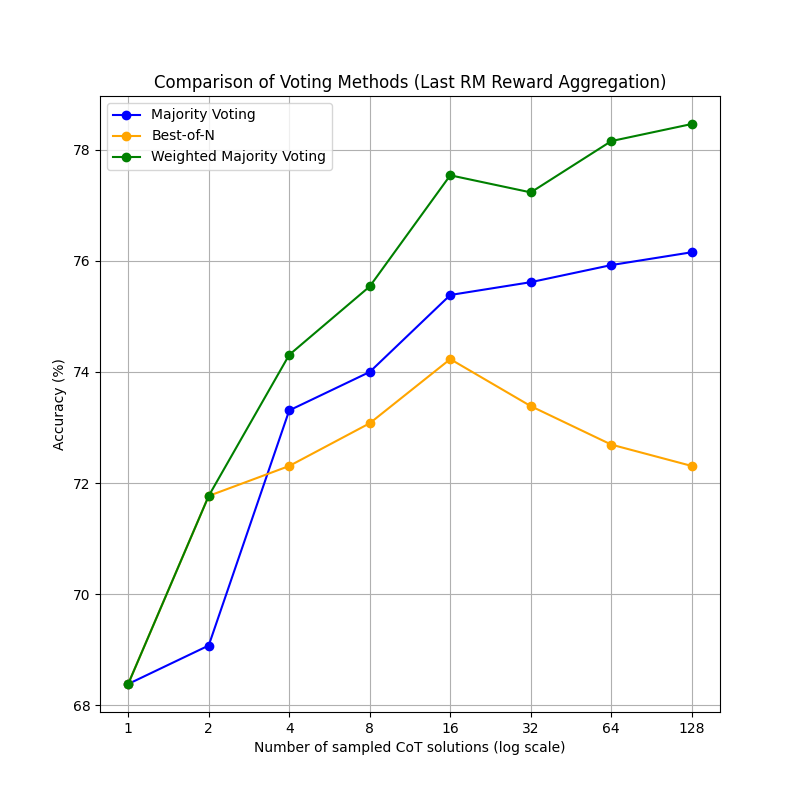 Comparison of Voting Methods (Last RM Reward Aggregation)
Majority Voting
Best-of-N
Weighted Majority Voting
Accuracy (%)
78
76
74
72
70
68
1 2 4 8 16 32 64 128
Number of sampled CoT solutions (log scale)